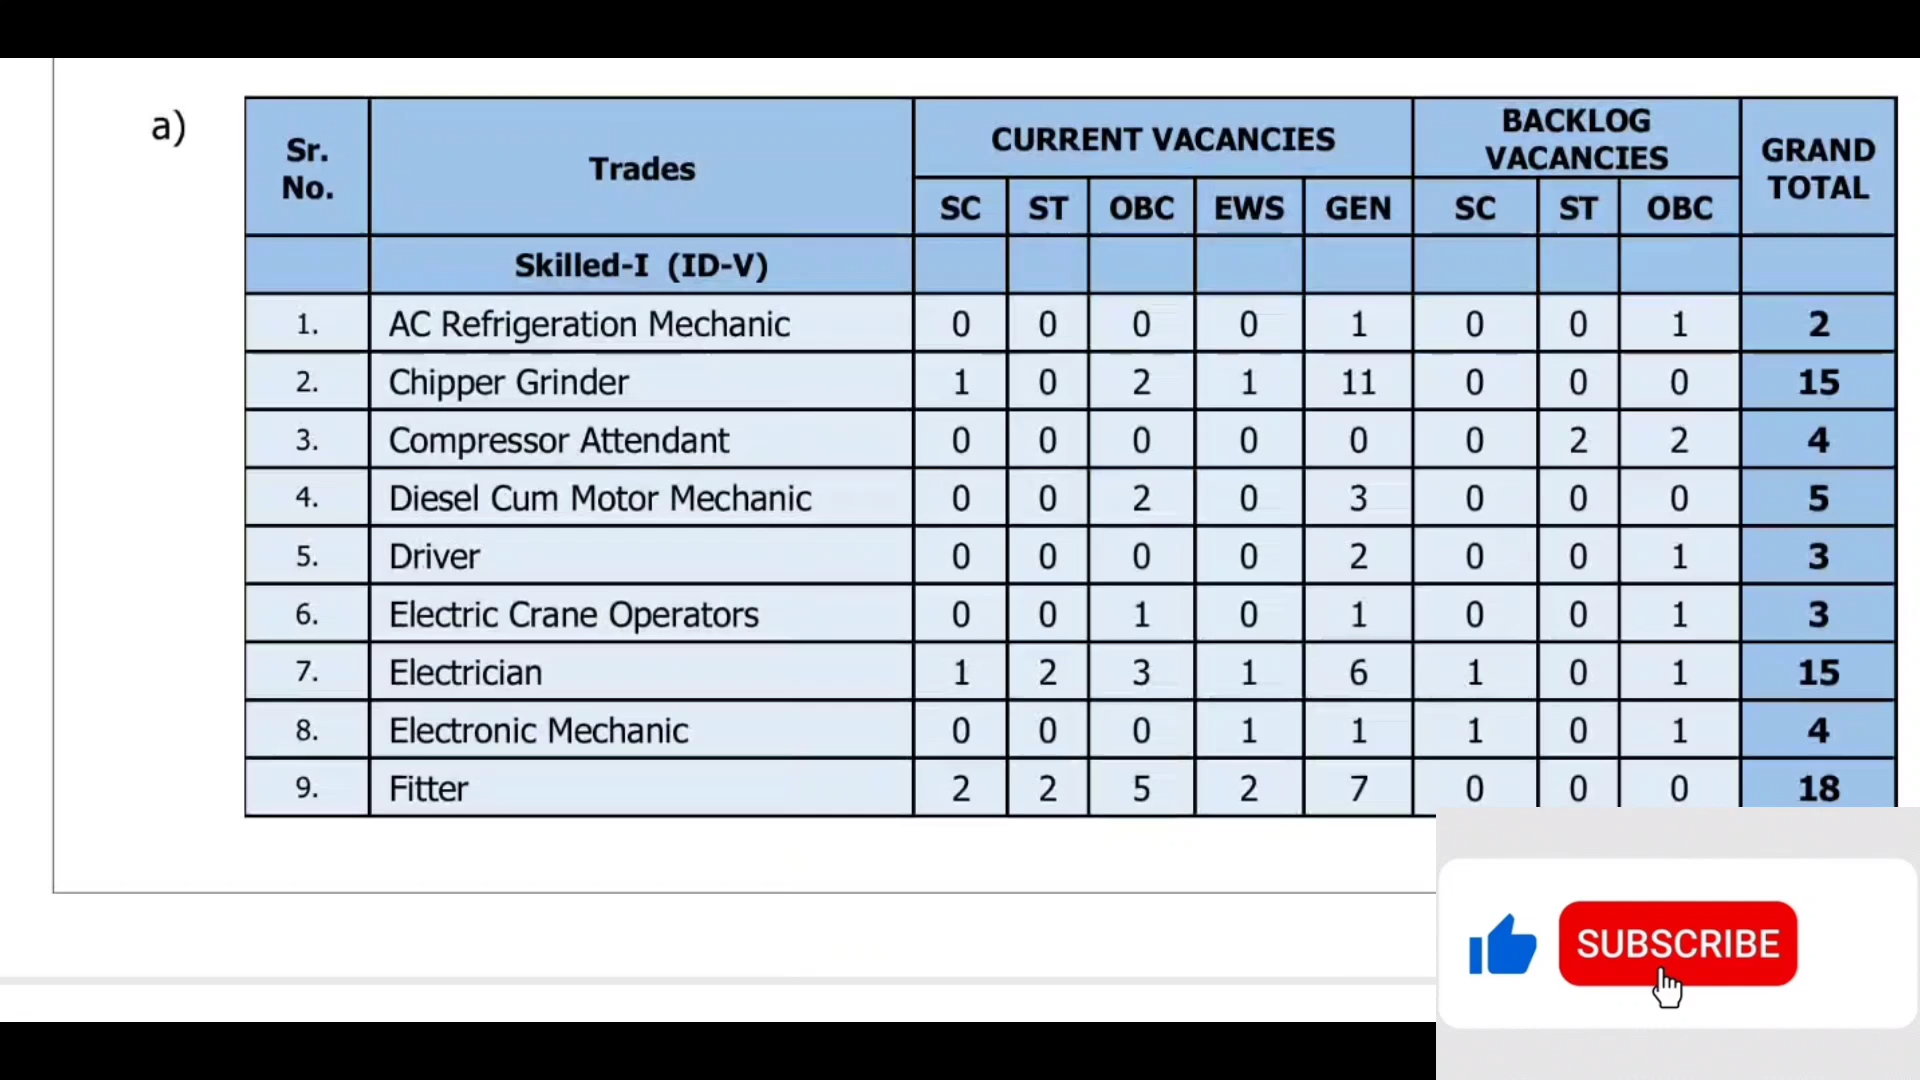 a)
Sr. No. Trades CURRENT VACANCIES BACKLOG VACANCIES GRAND TOTAL
SC ST OBC EWS GEN SC ST OBC
Skilled-I (ID-V)
1. AC Refrigeration Mechanic 0 0 0 0 1 0 0 1 2
2. Chipper Grinder 1 0 2 1 11 0 0 0 15
3. Compressor Attendant 0 0 0 0 0 0 2 2 4
4. Diesel Cum Motor Mechanic 0 0 2 0 3 0 0 0 5
5. Driver 0 0 0 0 2 0 0 1 3
6. Electric Crane Operators 0 0 1 0 1 0 0 1 3
7. Electrician 1 2 3 1 6 1 0 1 15
8. Electronic Mechanic 0 0 0 1 1 1 0 1 4
9. Fitter 2 2 5 2 7 0 0 0 18
SUBSCRIBE